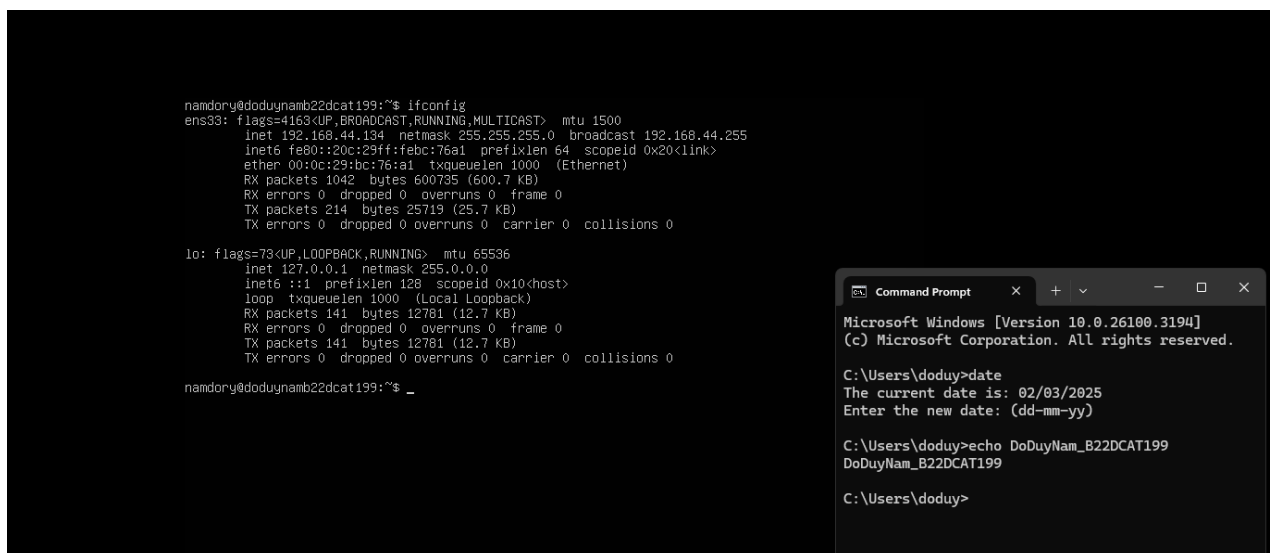 namdory@doduynamb22dcat199:~$ ifconfig
ens33: flags=4163<UP,BROADCAST,RUNNING,MULTICAST>  mtu 1500
        inet 192.168.44.134  netmask 255.255.255.0  broadcast 192.168.44.255
        inet6 fe80::20c:29ff:febc:76a1  prefixlen 64  scopeid 0x20<link>
        ether 00:0c:29:bc:76:a1  txqueuelen 1000  (Ethernet)
        RX packets 1042  bytes 600735 (600.7 KB)
        RX errors 0  dropped 0  overruns 0  frame 0
        TX packets 214  bytes 25719 (25.7 KB)
        TX errors 0  dropped 0 overruns 0  carrier 0  collisions 0

lo: flags=73<UP,LOOPBACK,RUNNING>  mtu 65536
        inet 127.0.0.1  netmask 255.0.0.0
        inet6 ::1  prefixlen 128  scopeid 0x10<host>
        loop  txqueuelen 1000  (Local Loopback)
        RX packets 141  bytes 12781 (12.7 KB)
        RX errors 0  dropped 0  overruns 0  frame 0
        TX packets 141  bytes 12781 (12.7 KB)
        TX errors 0  dropped 0 overruns 0  carrier 0  collisions 0

namdory@doduynamb22dcat199:~$ _
Command Prompt
Microsoft Windows [Version 10.0.26100.3194]
(c) Microsoft Corporation. All rights reserved.

C:\Users\doduy>date
The current date is: 02/03/2025
Enter the new date: (dd-mm-yy)

C:\Users\doduy>echo DoDuyNam_B22DCAT199
DoDuyNam_B22DCAT199

C:\Users\doduy>